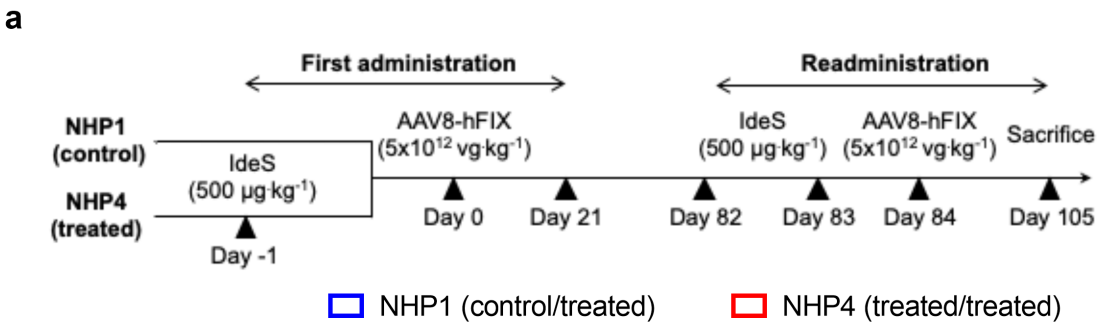 a
First administration
Readministration
NHP1
(control)
AAV8-hFIX
(5x10¹² vg·kg⁻¹)
IdeS
(500 µg·kg⁻¹)
AAV8-hFIX
(5x10¹² vg·kg⁻¹)
Sacrifice
IdeS
(500 µg·kg⁻¹)
NHP4
(treated)
Day -1
Day 0
Day 21
Day 82
Day 83
Day 84
Day 105
NHP1 (control/treated)
NHP4 (treated/treated)